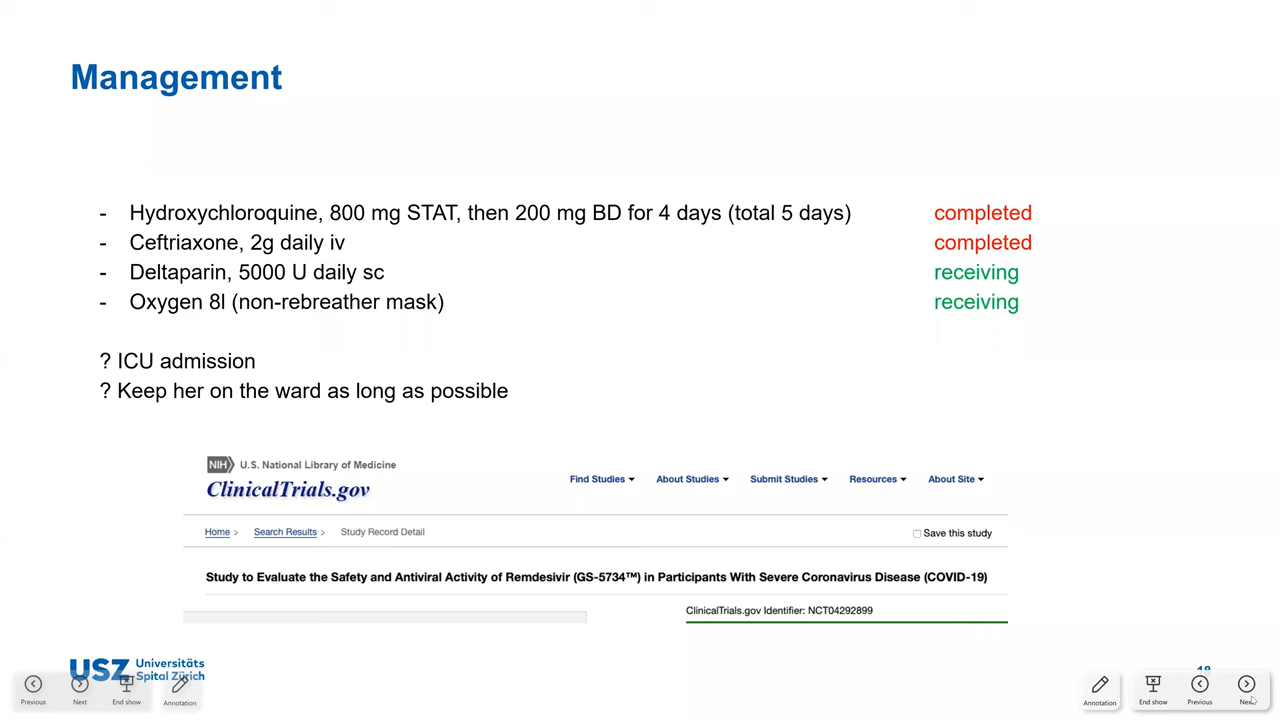 Management
- Hydroxychloroquine, 800 mg STAT, then 200 mg BD for 4 days (total 5 days) completed
- Ceftriaxone, 2g daily iv completed
- Deltaparin, 5000 U daily sc receiving
- Oxygen 8l (non-rebreather mask) receiving
? ICU admission
? Keep her on the ward as long as possible
NIH U.S. National Library of Medicine
ClinicalTrials.gov
Find Studies About Studies Submit Studies Resources About Site
Home > Search Results > Study Record Detail
Save this study
Study to Evaluate the Safety and Antiviral Activity of Remdesivir (GS-5734™) in Participants With Severe Coronavirus Disease (COVID-19)
ClinicalTrials.gov Identifier: NCT04292899
USZ Universitäts
Spital Zürich
18
Previous Next End show Annotation
Annotation End show Previous Next